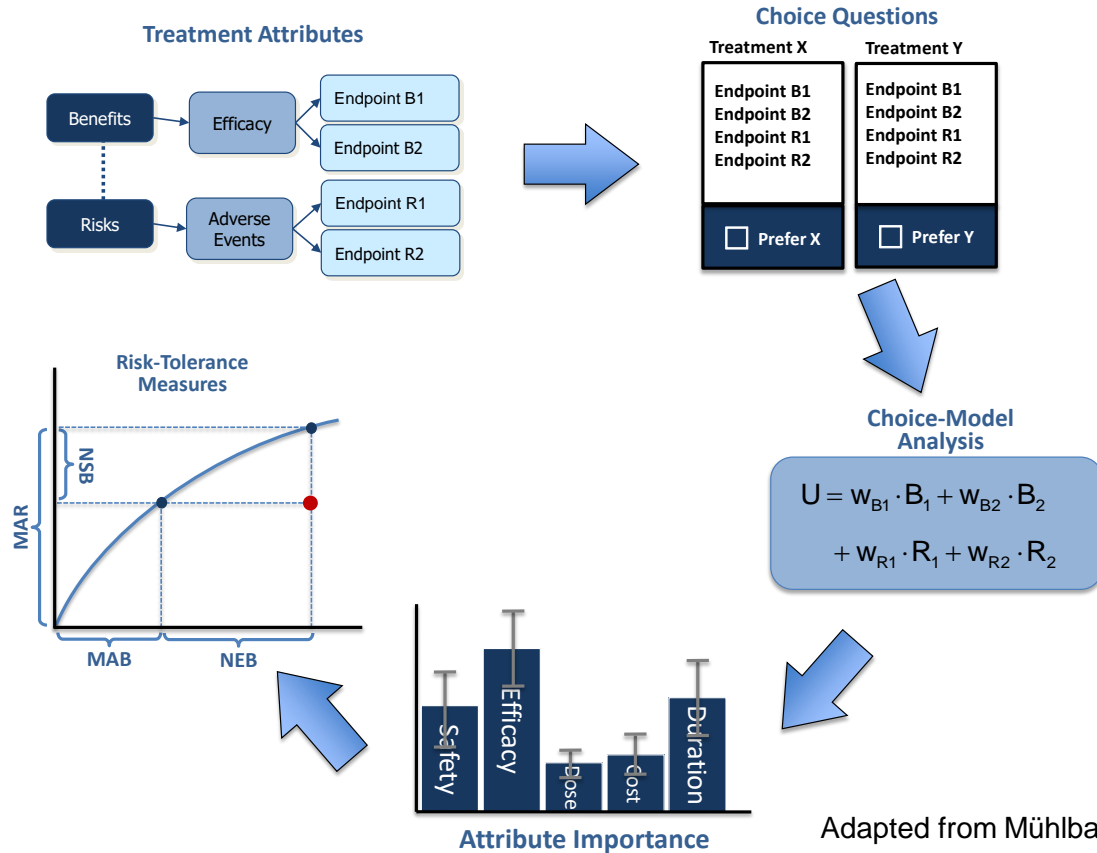 Treatment Attributes
Benefits
Efficacy
Endpoint B1
Endpoint B2
Risks
Adverse
Events
Endpoint R1
Endpoint R2
Choice Questions
Treatment X
Endpoint B1
Endpoint B2
Endpoint R1
Endpoint R2
Prefer X
Treatment Y
Endpoint B1
Endpoint B2
Endpoint R1
Endpoint R2
Prefer Y
Choice-Model
Analysis
U = w_B1 · B_1 + w_B2 · B_2
+ w_R1 · R_1 + w_R2 · R_2
Safety
Efficacy
Dose
Cost
Duration
Attribute Importance
Risk-Tolerance
Measures
MAR
NSB
MAB
NEB
Adapted from Mühlba